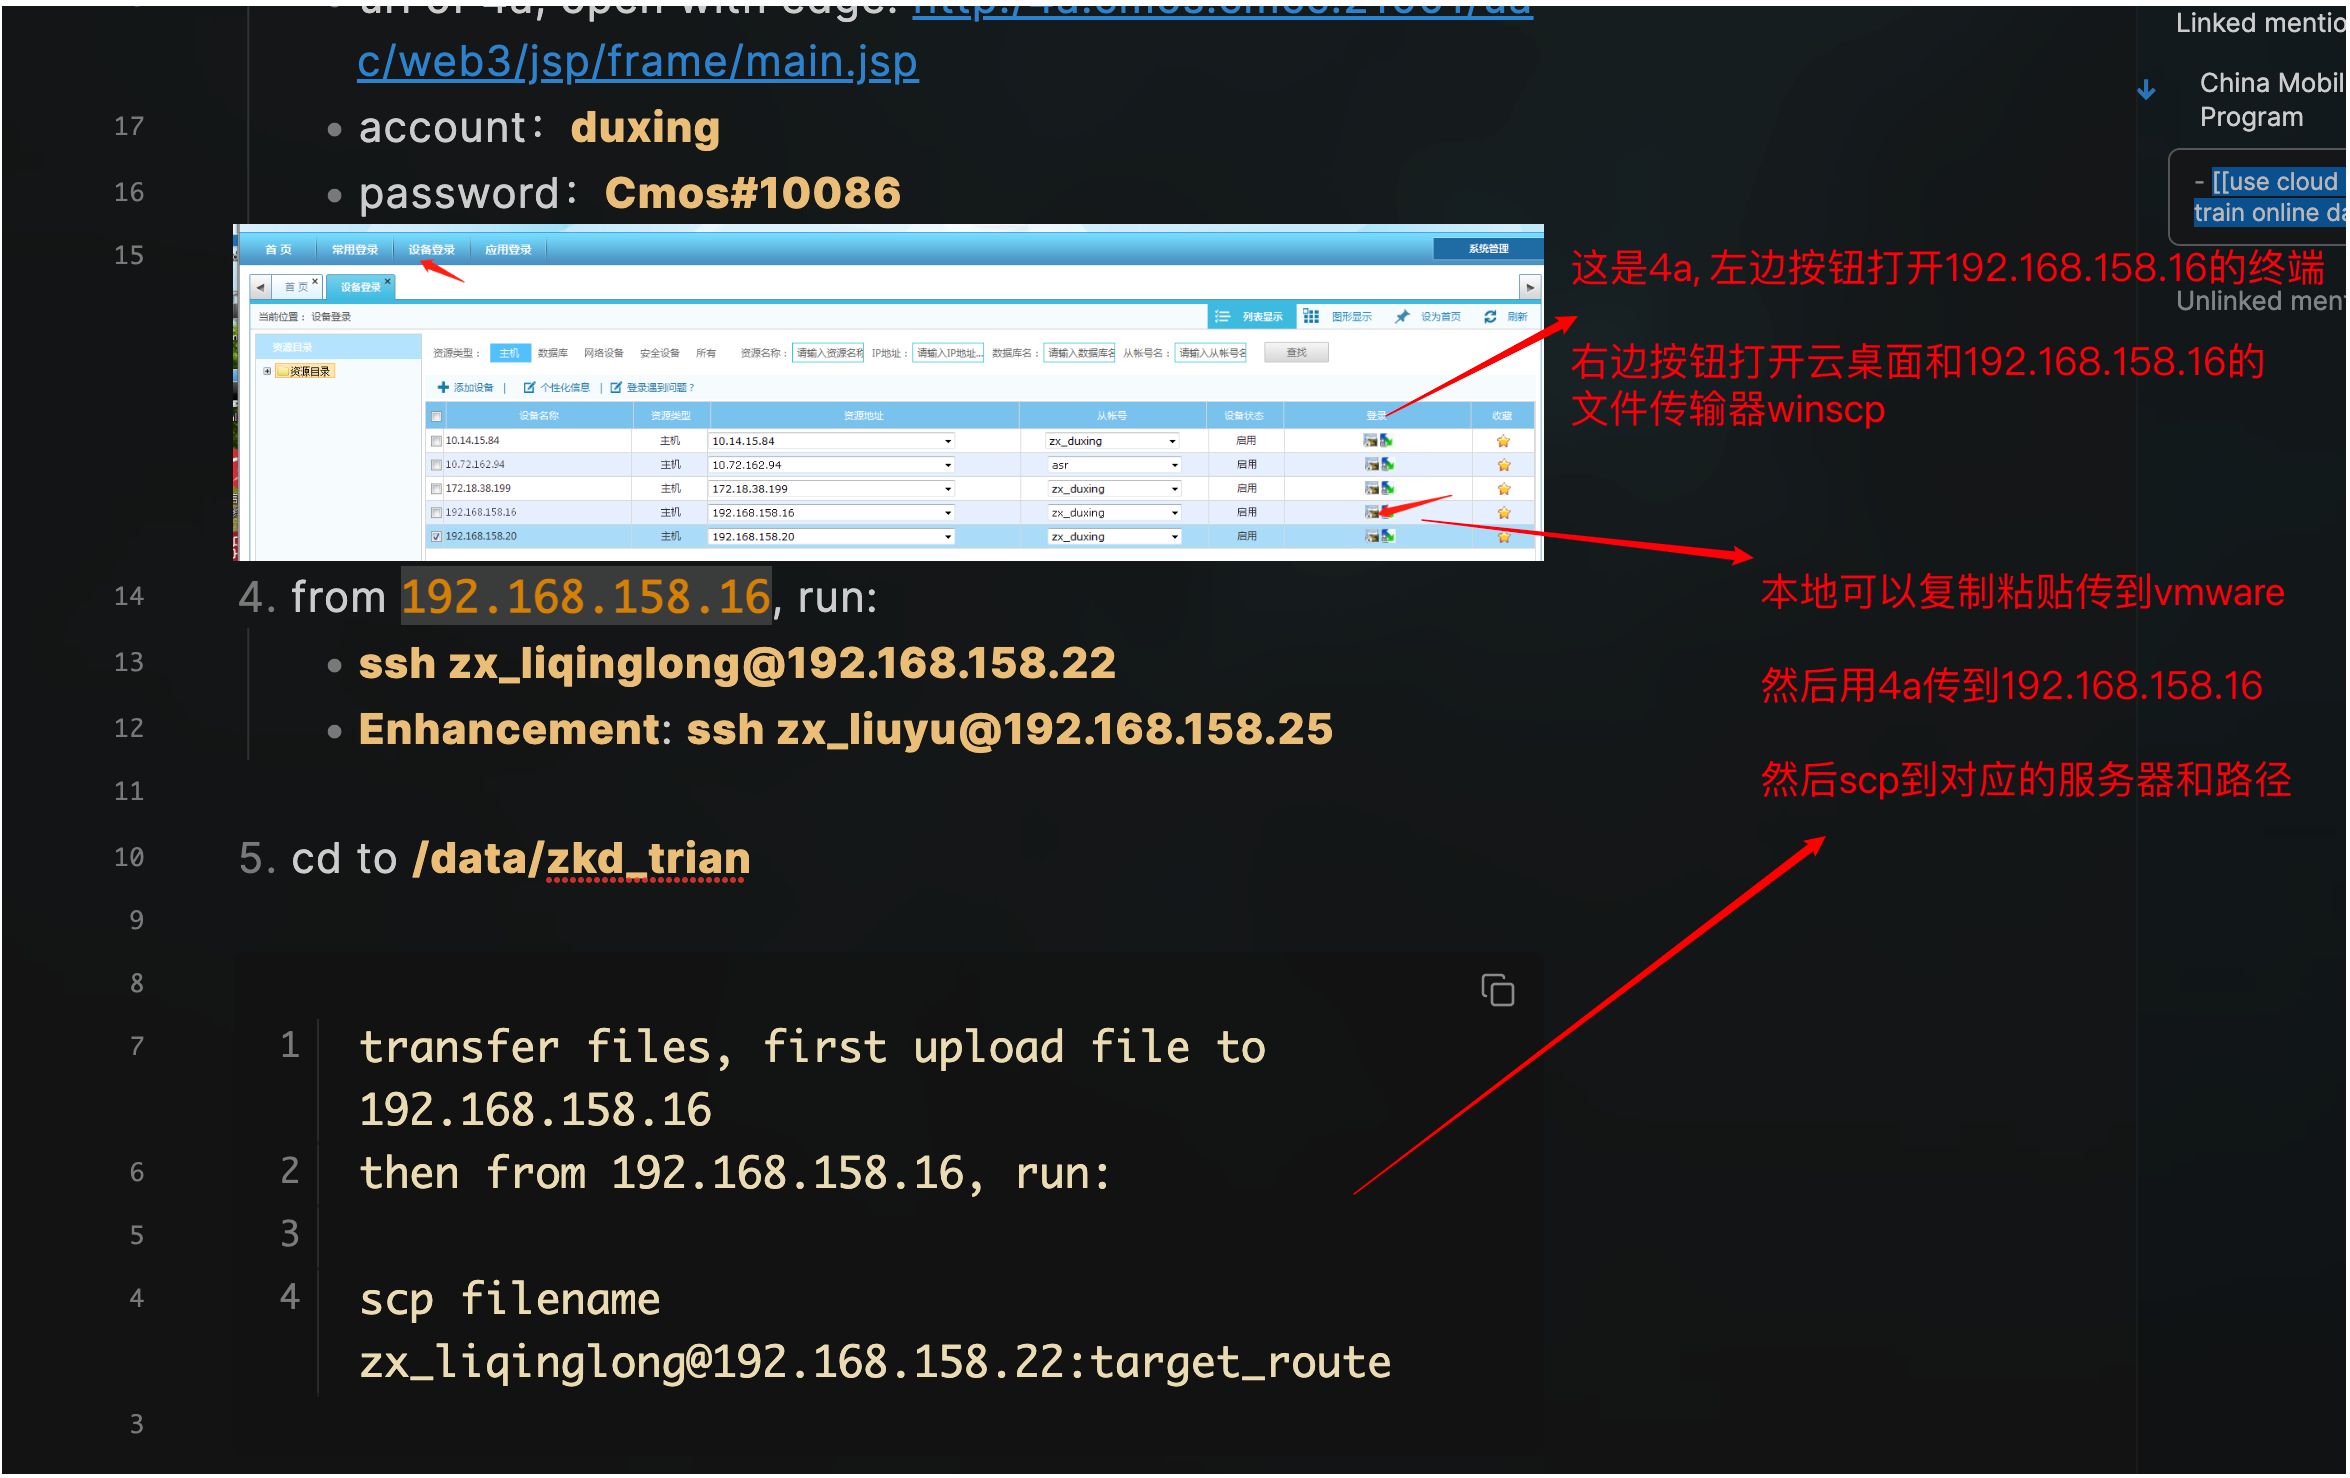 url of 4a, open with edge:
c/web3/jsp/frame/main.jsp
17
account： duxing
16
password： Cmos#10086
15
首 页 常用登录 设备登录 应用登录 系统管理
首 页 设备登录
当前位置： 设备登录 列表显示 图形显示 设为首页 刷新
资源目录
资源目录
资源类型： 主机 数据库 网络设备 安全设备 所有 资源名称： 请输入资源名称 IP地址： 请输入IP地址... 数据库名： 请输入数据库名 从帐号名： 请输入从帐号名 查找
添加设备 | 个性化信息 | 登录遇到问题？
设备名称 资源类型 资源地址 从帐号 设备状态 登录 收藏
10.14.15.84 主机 10.14.15.84 zx_duxing 启用
10.72.162.94 主机 10.72.162.94 asr 启用
172.18.38.199 主机 172.18.38.199 zx_duxing 启用
192.168.158.16 主机 192.168.158.16 zx_duxing 启用
192.168.158.20 主机 192.168.158.20 zx_duxing 启用
这是4a, 左边按钮打开192.168.158.16的终端
右边按钮打开云桌面和192.168.158.16的
文件传输器winscp
14
4. from 192.168.158.16, run:
13
ssh zx_liqinglong@192.168.158.22
12
Enhancement: ssh zx_liuyu@192.168.158.25
本地可以复制粘贴传到vmware
然后用4a传到192.168.158.16
然后scp到对应的服务器和路径
11
10
5. cd to /data/zkd_trian
9
8
7
1 transfer files, first upload file to
192.168.158.16
6
2 then from 192.168.158.16, run:
5
3
4
4 scp filename
zx_liqinglong@192.168.158.22:target_route
3
Linked mentio
China Mobil
Program
- [[use cloud
train online da
Unlinked ment